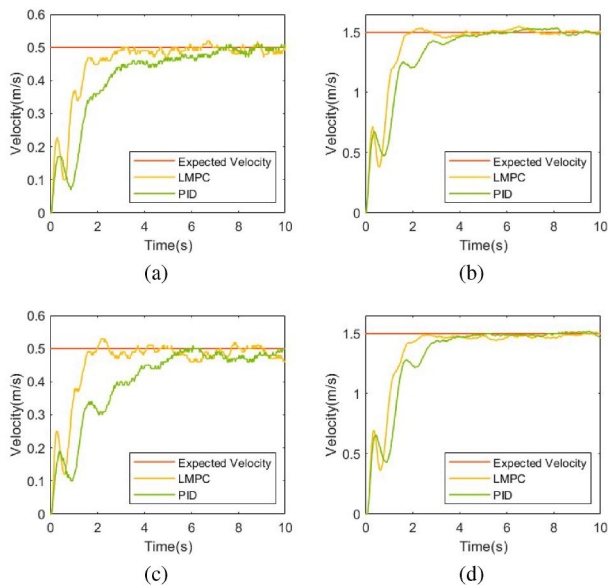 0.6
0.5
0.4
0.3
0.2
0.1
0
Velocity(m/s)
Expected Velocity
LMPC
PID
0 2 4 6 8 10
Time(s)
(a)
1.5
1
0.5
0
Velocity(m/s)
Expected Velocity
LMPC
PID
0 2 4 6 8 10
Time(s)
(b)
0.6
0.5
0.4
0.3
0.2
0.1
0
Velocity(m/s)
Expected Velocity
LMPC
PID
0 2 4 6 8 10
Time(s)
(c)
1.5
1
0.5
0
Velocity(m/s)
Expected Velocity
LMPC
PID
0 2 4 6 8 10
Time(s)
(d)